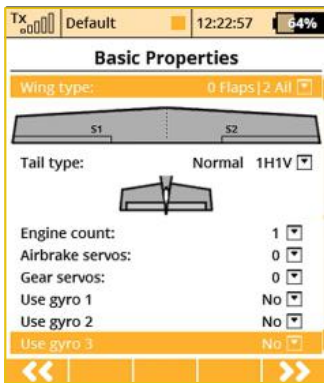 Tx Default 12:22:57 64%
Basic Properties
Wing type: 0 Flaps|2 Ail
S1 S2
Tail type: Normal 1H1V
Engine count: 1
Airbrake servos: 0
Gear servos: 0
Use gyro 1 No
Use gyro 2 No
Use gyro 3 No